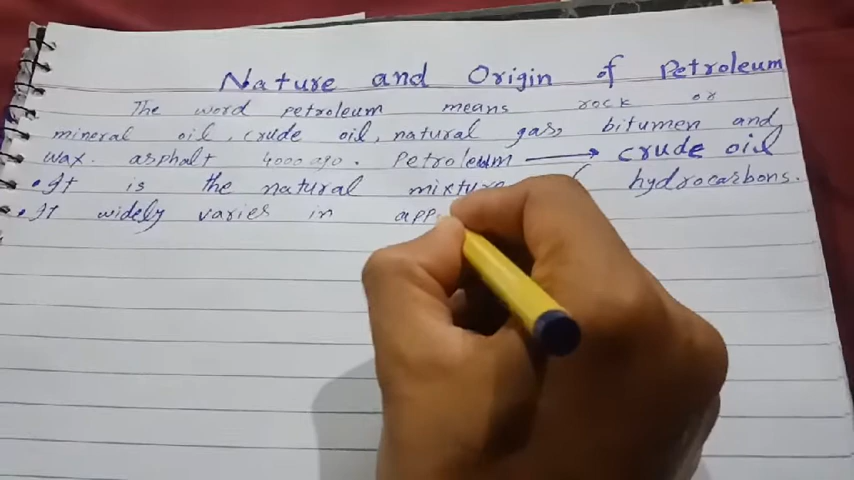 Nature and Origin of Petroleum
The word petroleum means rock or
mineral oil, crude oil, natural gas, bitumen and
wax. asphalt 4000 ago. Petroleum → crude oil
• It is the natural mixture hydrocarbons.
• It widely varies in app